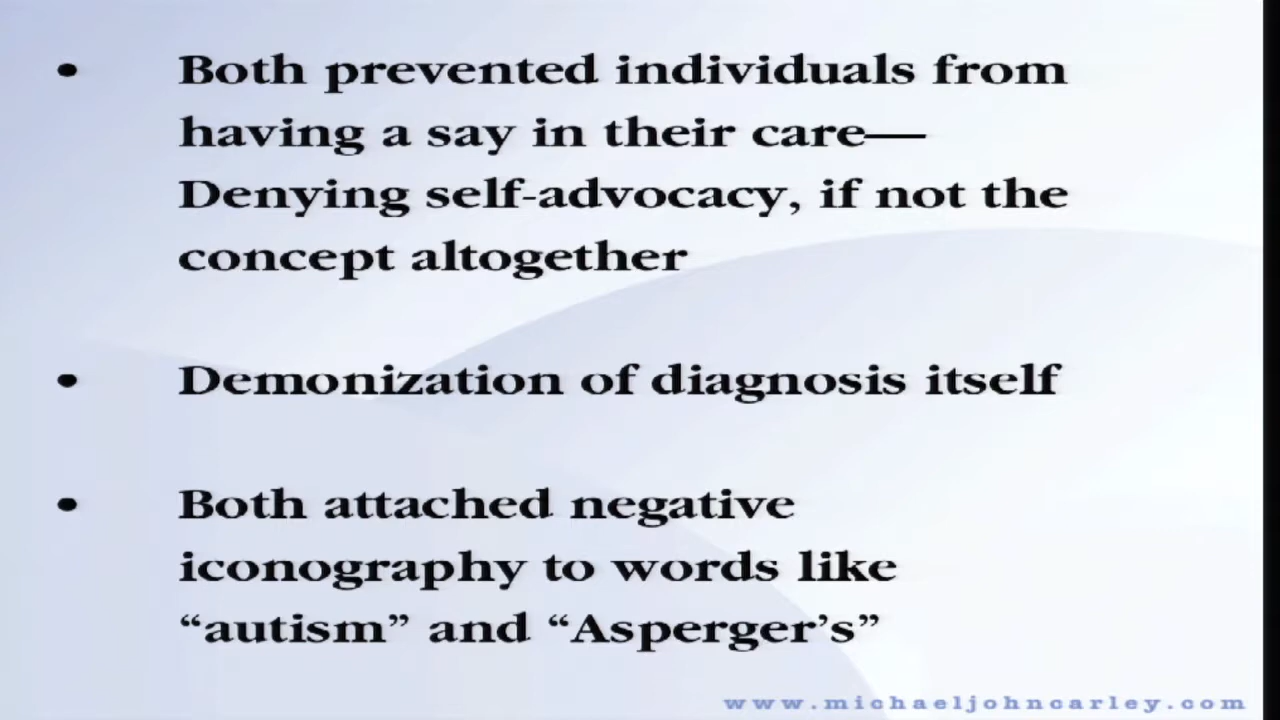 • Both prevented individuals from
having a say in their care—
Denying self-advocacy, if not the
concept altogether
• Demonization of diagnosis itself
• Both attached negative
iconography to words like
“autism” and “Asperger’s”
www.michaeljohncarley.com